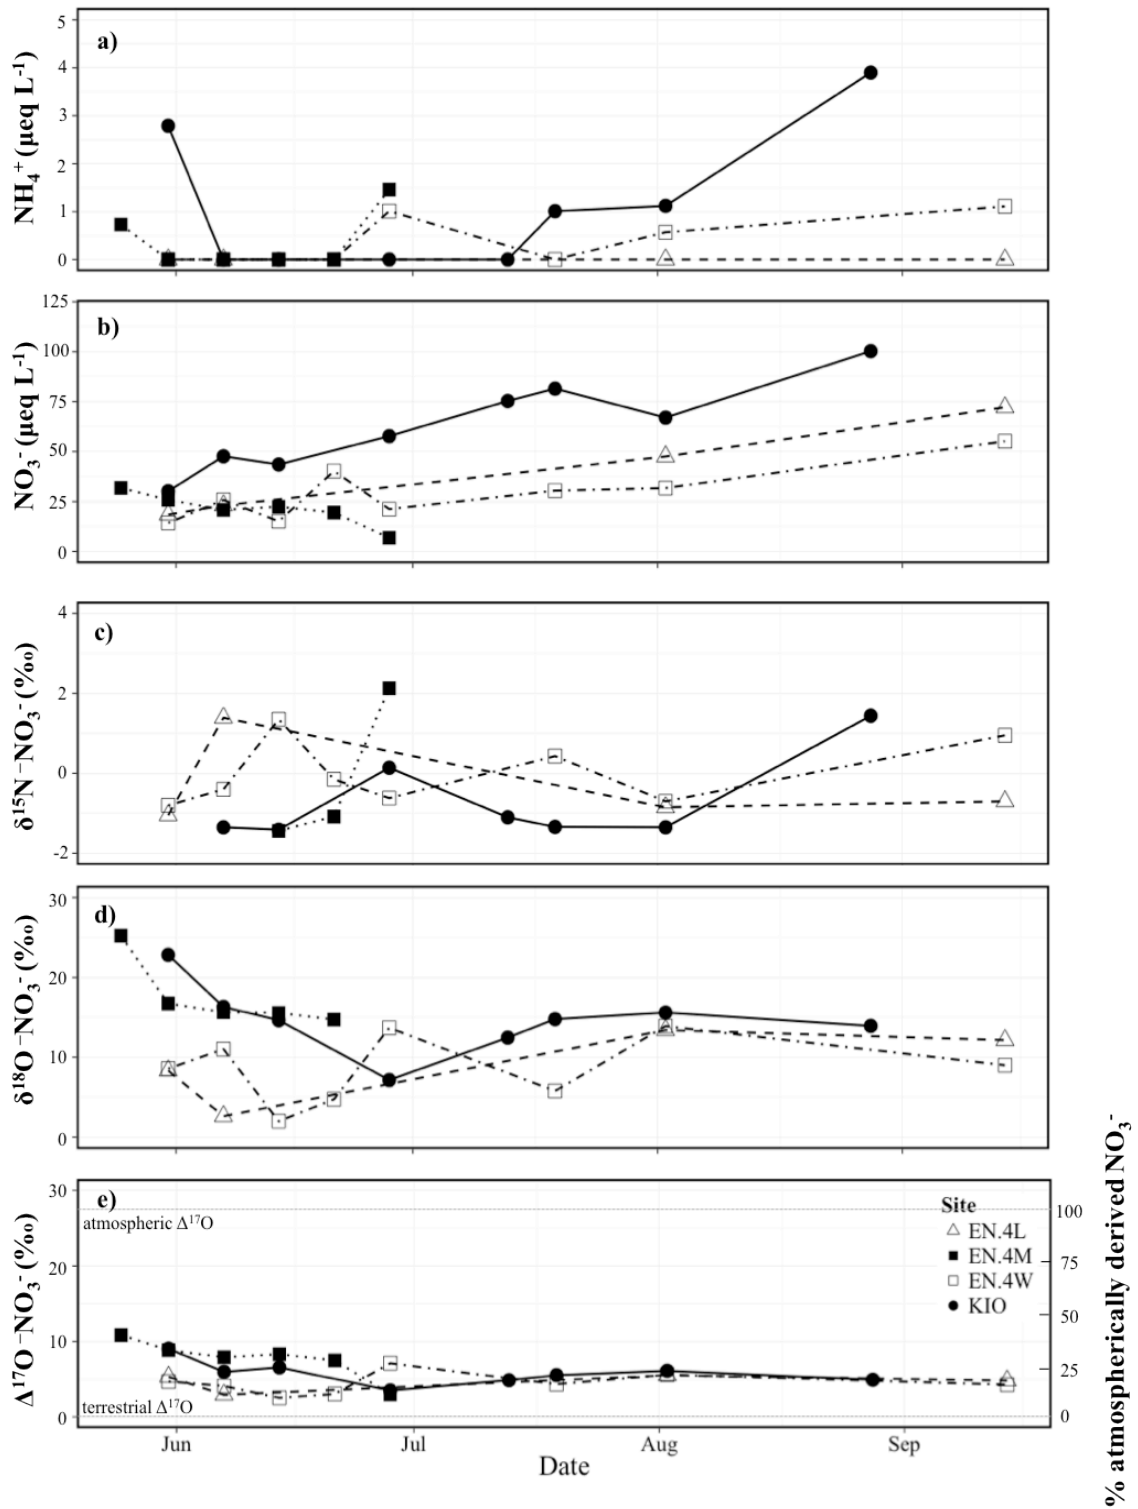 a)
NH₄⁺ (µeq L⁻¹)
5
4
3
2
1
0
b)
NO₃⁻ (µeq L⁻¹)
125
100
75
50
25
0
c)
δ¹⁵N–NO₃⁻ (‰)
4
2
0
-2
d)
δ¹⁸O–NO₃⁻ (‰)
30
20
10
0
e)
Δ¹⁷O–NO₃⁻ (‰)
30
20
10
0
atmospheric Δ¹⁷O
terrestrial Δ¹⁷O
Site
EN.4L
EN.4M
EN.4W
KIO
100
75
50
25
0
% atmospherically derived NO₃⁻
Jun
Jul
Aug
Sep
Date